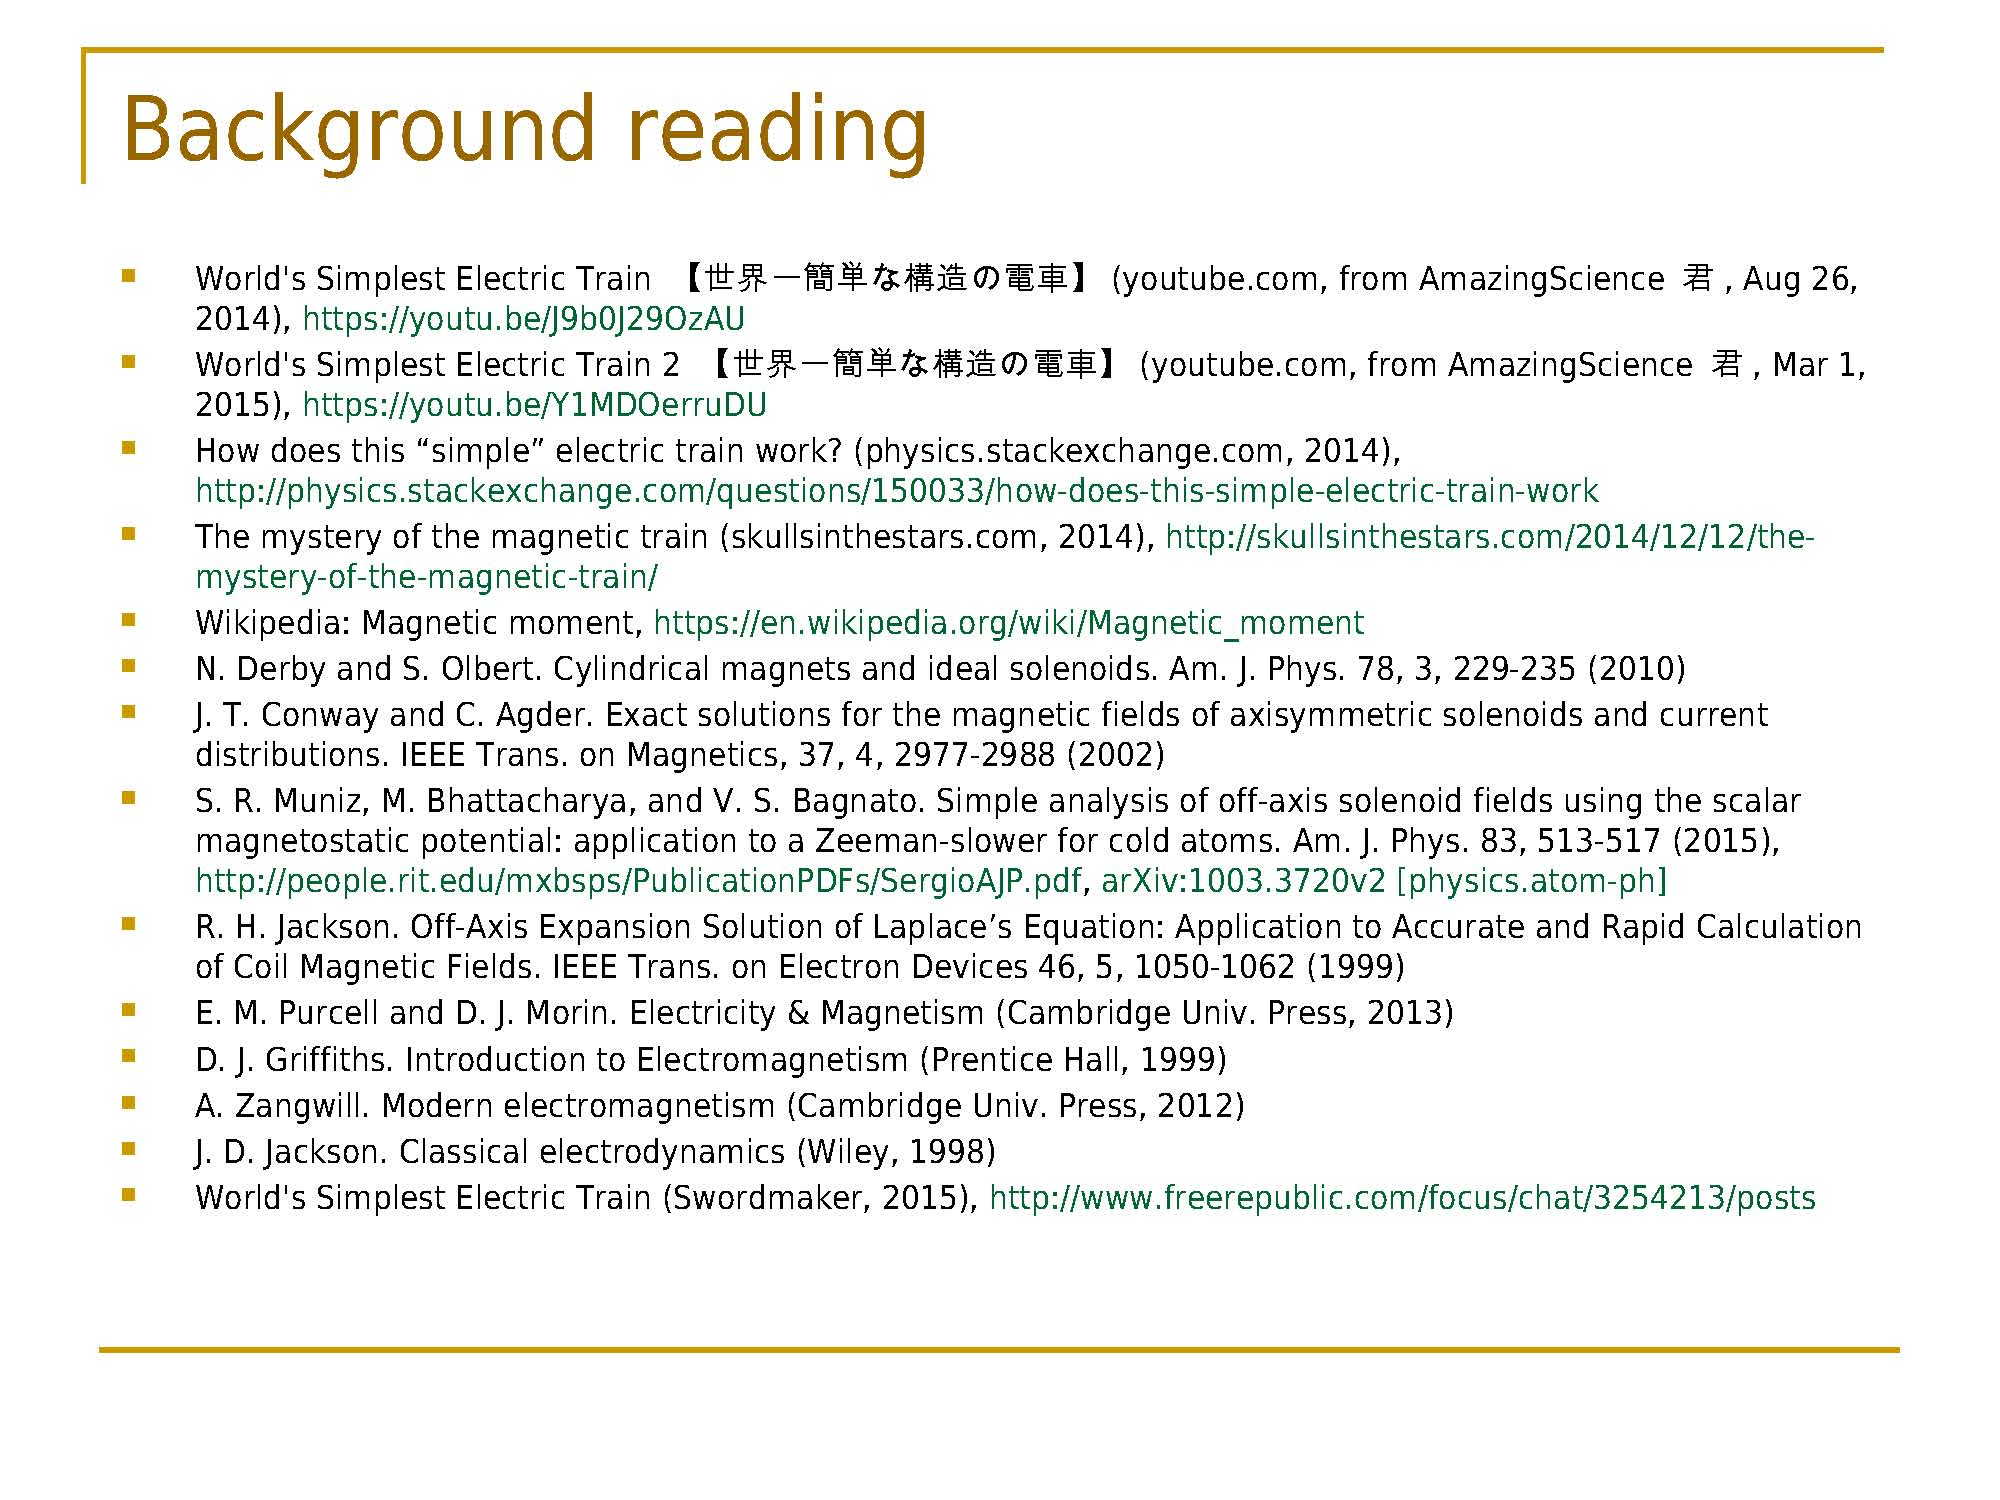 Background reading
World's Simplest Electric Train 【世界一簡単な構造の電車】 (youtube.com, from AmazingScience 君 , Aug 26,
2014), https://youtu.be/J9b0J29OzAU
World's Simplest Electric Train 2 【世界一簡単な構造の電車】 (youtube.com, from AmazingScience 君 , Mar 1,
2015), https://youtu.be/Y1MDOerruDU
How does this “simple” electric train work? (physics.stackexchange.com, 2014),
http://physics.stackexchange.com/questions/150033/how-does-this-simple-electric-train-work
The mystery of the magnetic train (skullsinthestars.com, 2014), http://skullsinthestars.com/2014/12/12/the-
mystery-of-the-magnetic-train/
Wikipedia: Magnetic moment, https://en.wikipedia.org/wiki/Magnetic_moment
N. Derby and S. Olbert. Cylindrical magnets and ideal solenoids. Am. J. Phys. 78, 3, 229-235 (2010)
J. T. Conway and C. Agder. Exact solutions for the magnetic fields of axisymmetric solenoids and current
distributions. IEEE Trans. on Magnetics, 37, 4, 2977-2988 (2002)
S. R. Muniz, M. Bhattacharya, and V. S. Bagnato. Simple analysis of off-axis solenoid fields using the scalar
magnetostatic potential: application to a Zeeman-slower for cold atoms. Am. J. Phys. 83, 513-517 (2015),
http://people.rit.edu/mxbsps/PublicationPDFs/SergioAJP.pdf, arXiv:1003.3720v2 [physics.atom-ph]
R. H. Jackson. Off-Axis Expansion Solution of Laplace’s Equation: Application to Accurate and Rapid Calculation
of Coil Magnetic Fields. IEEE Trans. on Electron Devices 46, 5, 1050-1062 (1999)
E. M. Purcell and D. J. Morin. Electricity & Magnetism (Cambridge Univ. Press, 2013)
D. J. Griffiths. Introduction to Electromagnetism (Prentice Hall, 1999)
A. Zangwill. Modern electromagnetism (Cambridge Univ. Press, 2012)
J. D. Jackson. Classical electrodynamics (Wiley, 1998)
World's Simplest Electric Train (Swordmaker, 2015), http://www.freerepublic.com/focus/chat/3254213/posts